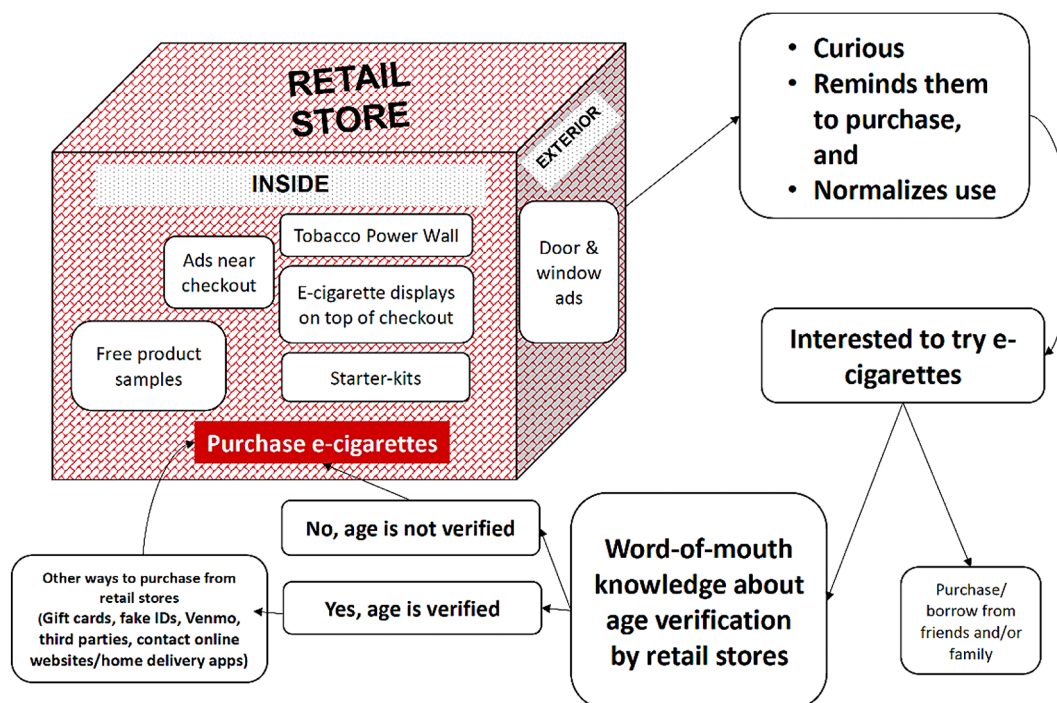 RETAIL
STORE
EXTERIOR
INSIDE
Tobacco Power Wall
Ads near
checkout
E-cigarette displays
on top of checkout
Free product
samples
Starter-kits
Door &
window
ads
Purchase e-cigarettes
• Curious
• Reminds them
to purchase,
and
• Normalizes use
Interested to try e-
cigarettes
Purchase/
borrow from
friends and/or
family
Word-of-mouth
knowledge about
age verification
by retail stores
No, age is not verified
Yes, age is verified
Other ways to purchase from
retail stores
(Gift cards, fake IDs, Venmo,
third parties, contact online
websites/home delivery apps)